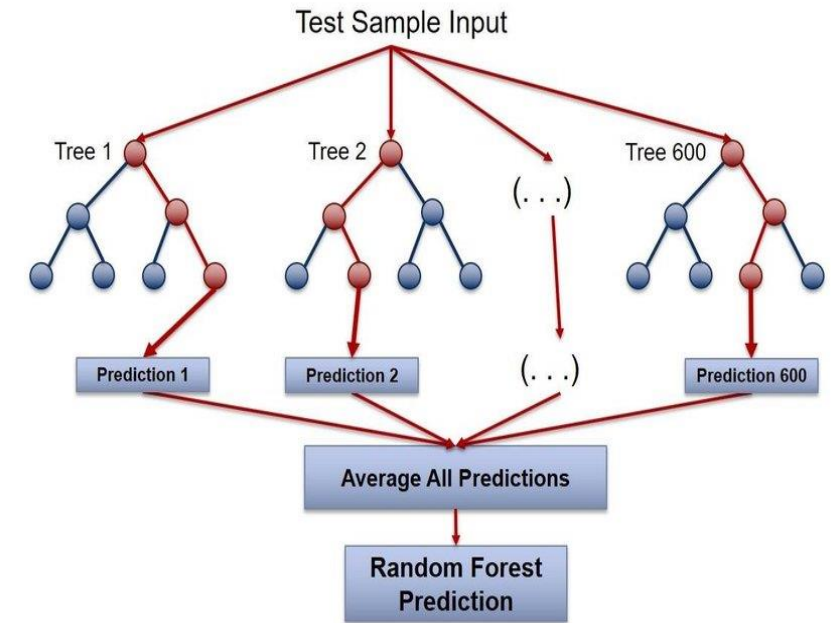 Test Sample Input
Tree 1
Tree 2
Tree 600
(. . .)
(. . .)
Prediction 1
Prediction 2
Prediction 600
Average All Predictions
Random Forest
Prediction